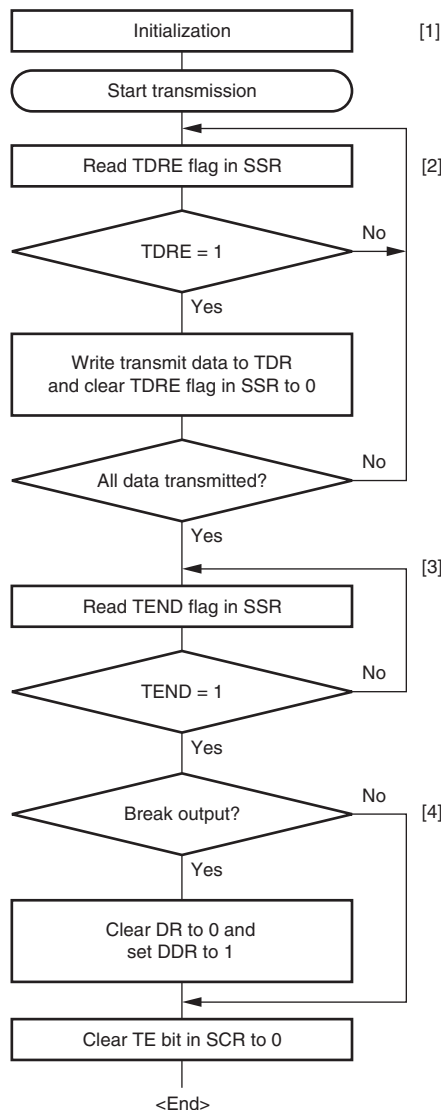 Initialization
[1]
Start transmission
Read TDRE flag in SSR
[2]
TDRE = 1
No
Yes
Write transmit data to TDR
and clear TDRE flag in SSR to 0
All data transmitted?
No
Yes
[3]
Read TEND flag in SSR
TEND = 1
No
Yes
Break output?
No
[4]
Yes
Clear DR to 0 and
set DDR to 1
Clear TE bit in SCR to 0
<End>